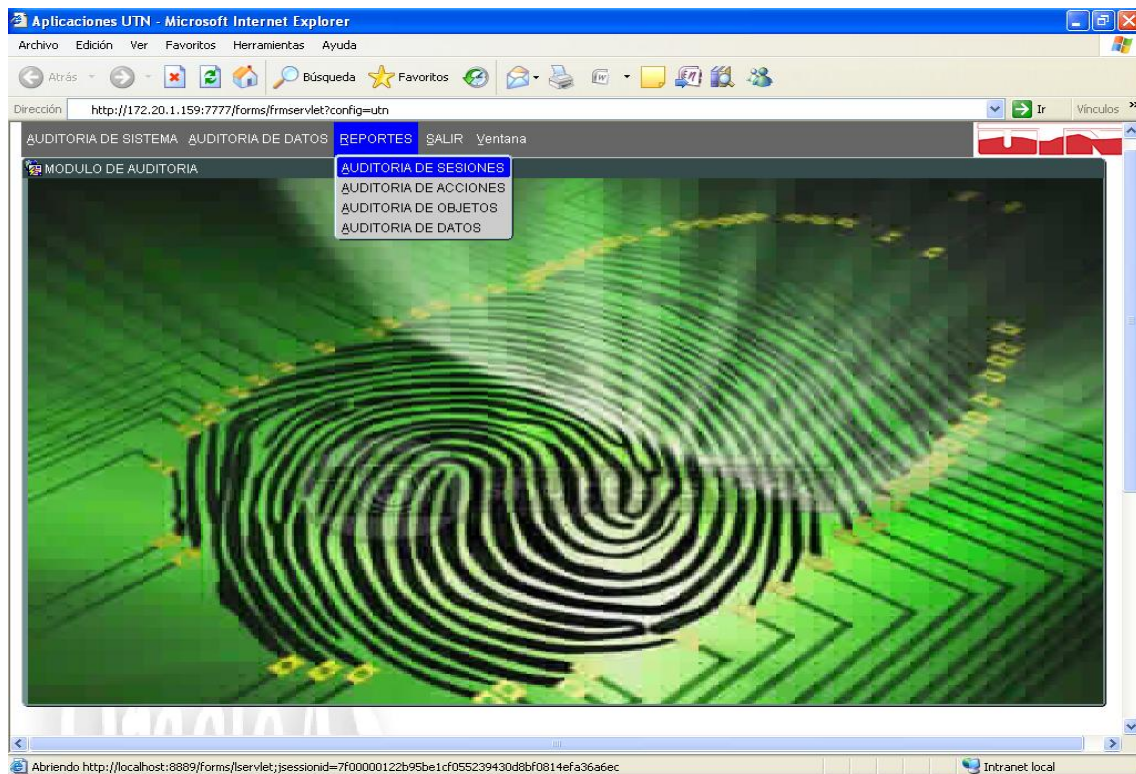 Aplicaciones UTN - Microsoft Internet Explorer
Archivo Edición Ver Favoritos Herramientas Ayuda
Atrás Búsqueda Favoritos
Dirección http://172.20.1.159:7777/forms/frmservlet?config=utn Ir Vínculos »
AUDITORIA DE SISTEMA AUDITORIA DE DATOS REPORTES SALIR Ventana
UTN
MODULO DE AUDITORIA
AUDITORIA DE SESIONES
AUDITORIA DE ACCIONES
AUDITORIA DE OBJETOS
AUDITORIA DE DATOS
Abriendo http://localhost:8889/forms/lservlet;jsessionid=7f00000122b95be1cf055239430d8bf0814efa36a6ec Intranet local